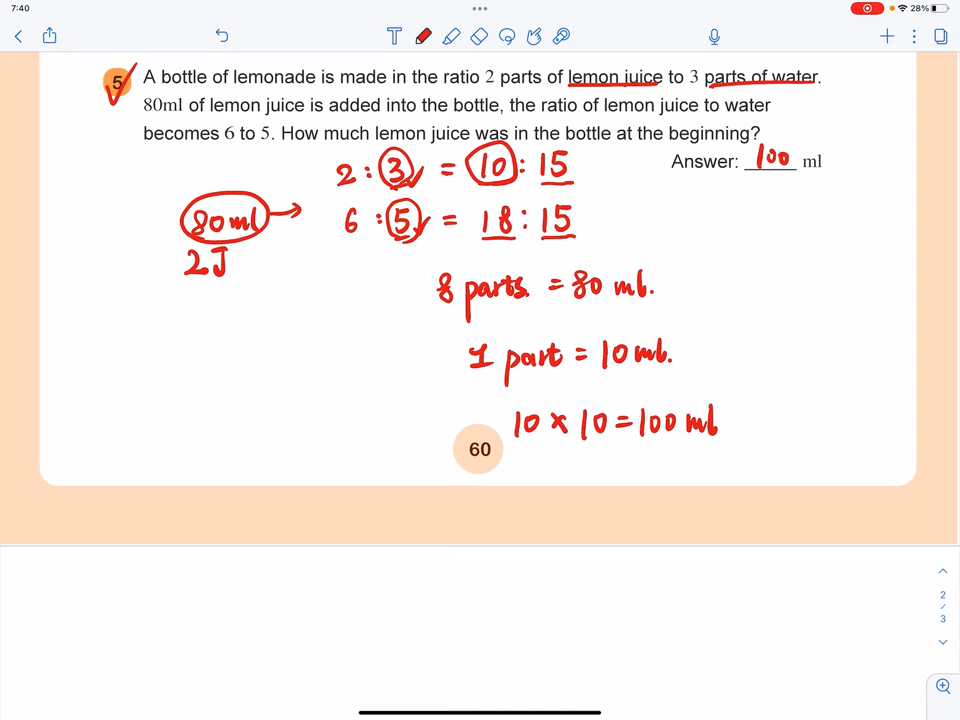 7:40
28%
5 A bottle of lemonade is made in the ratio 2 parts of lemon juice to 3 parts of water.
80ml of lemon juice is added into the bottle, the ratio of lemon juice to water
becomes 6 to 5. How much lemon juice was in the bottle at the beginning?
Answer: 100 ml
2 : 3 = 10 : 15
80ml → 6 : 5 = 18 : 15
2J
8 parts = 80 ml.
1 part = 10 ml.
10 × 10 = 100 ml
60
2
/
3